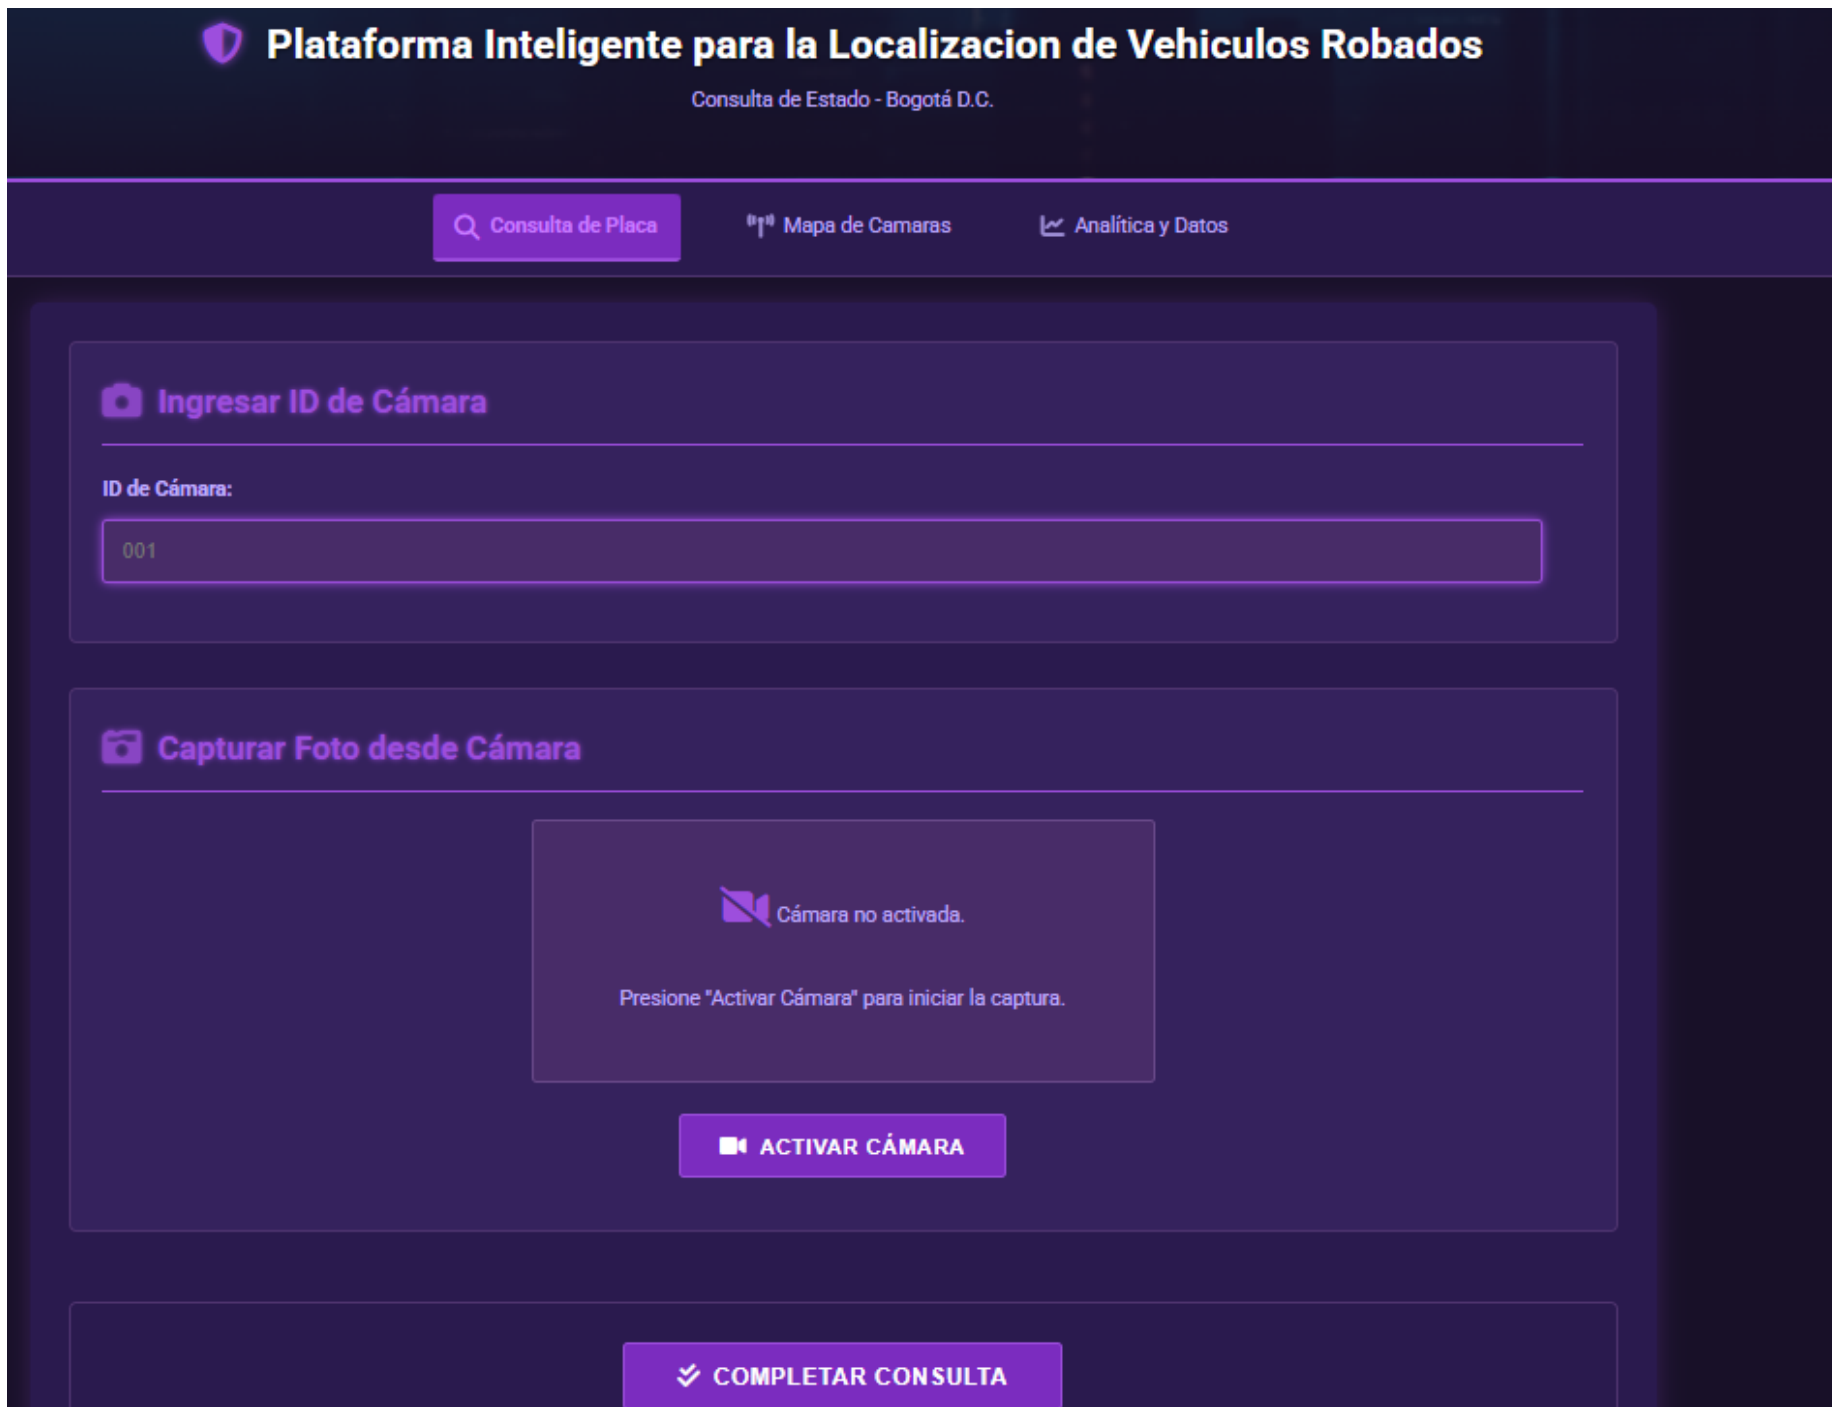 Plataforma Inteligente para la Localizacion de Vehiculos Robados
Consulta de Estado - Bogotá D.C.
Consulta de Placa
Mapa de Camaras
Analítica y Datos
Ingresar ID de Cámara
ID de Cámara:
001
Capturar Foto desde Cámara
Cámara no activada.
Presione "Activar Cámara" para iniciar la captura.
ACTIVAR CÁMARA
COMPLETAR CONSULTA